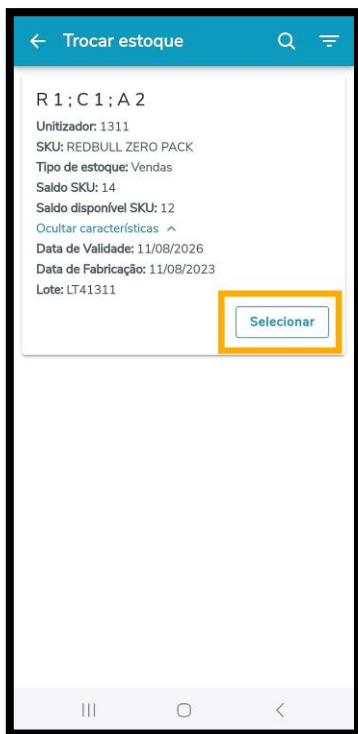 Trocar estoque
R 1 ; C 1 ; A 2
Unitizador: 1311
SKU: REDBULL ZERO PACK
Tipo de estoque: Vendas
Saldo SKU: 14
Saldo disponível SKU: 12
Ocultar características
Data de Validade: 11/08/2026
Data de Fabricação: 11/08/2023
Lote: LT41311
Selecionar